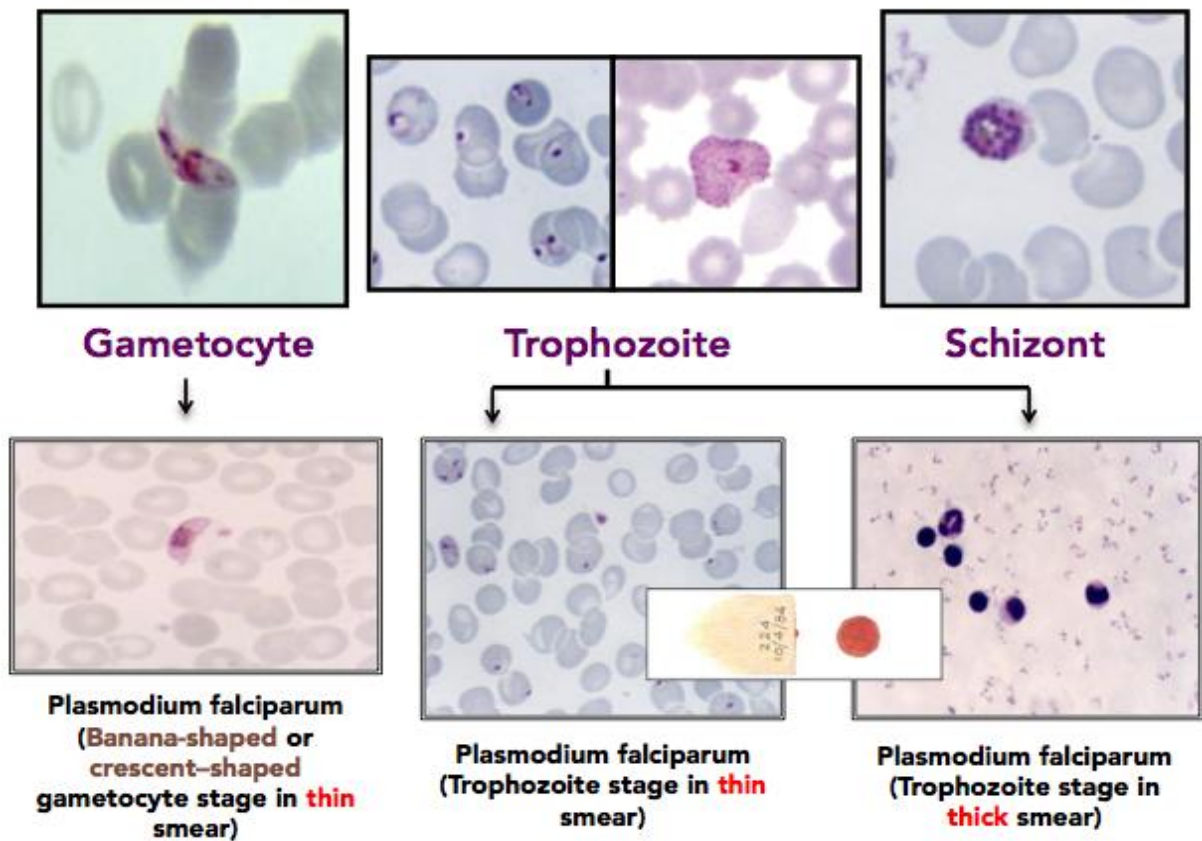 Gametocyte
Trophozoite
Schizont
224
10/4/84
Plasmodium falciparum
(Banana-shaped or
crescent–shaped
gametocyte stage in thin
smear)
Plasmodium falciparum
(Trophozoite stage in thin
smear)
Plasmodium falciparum
(Trophozoite stage in
thick smear)